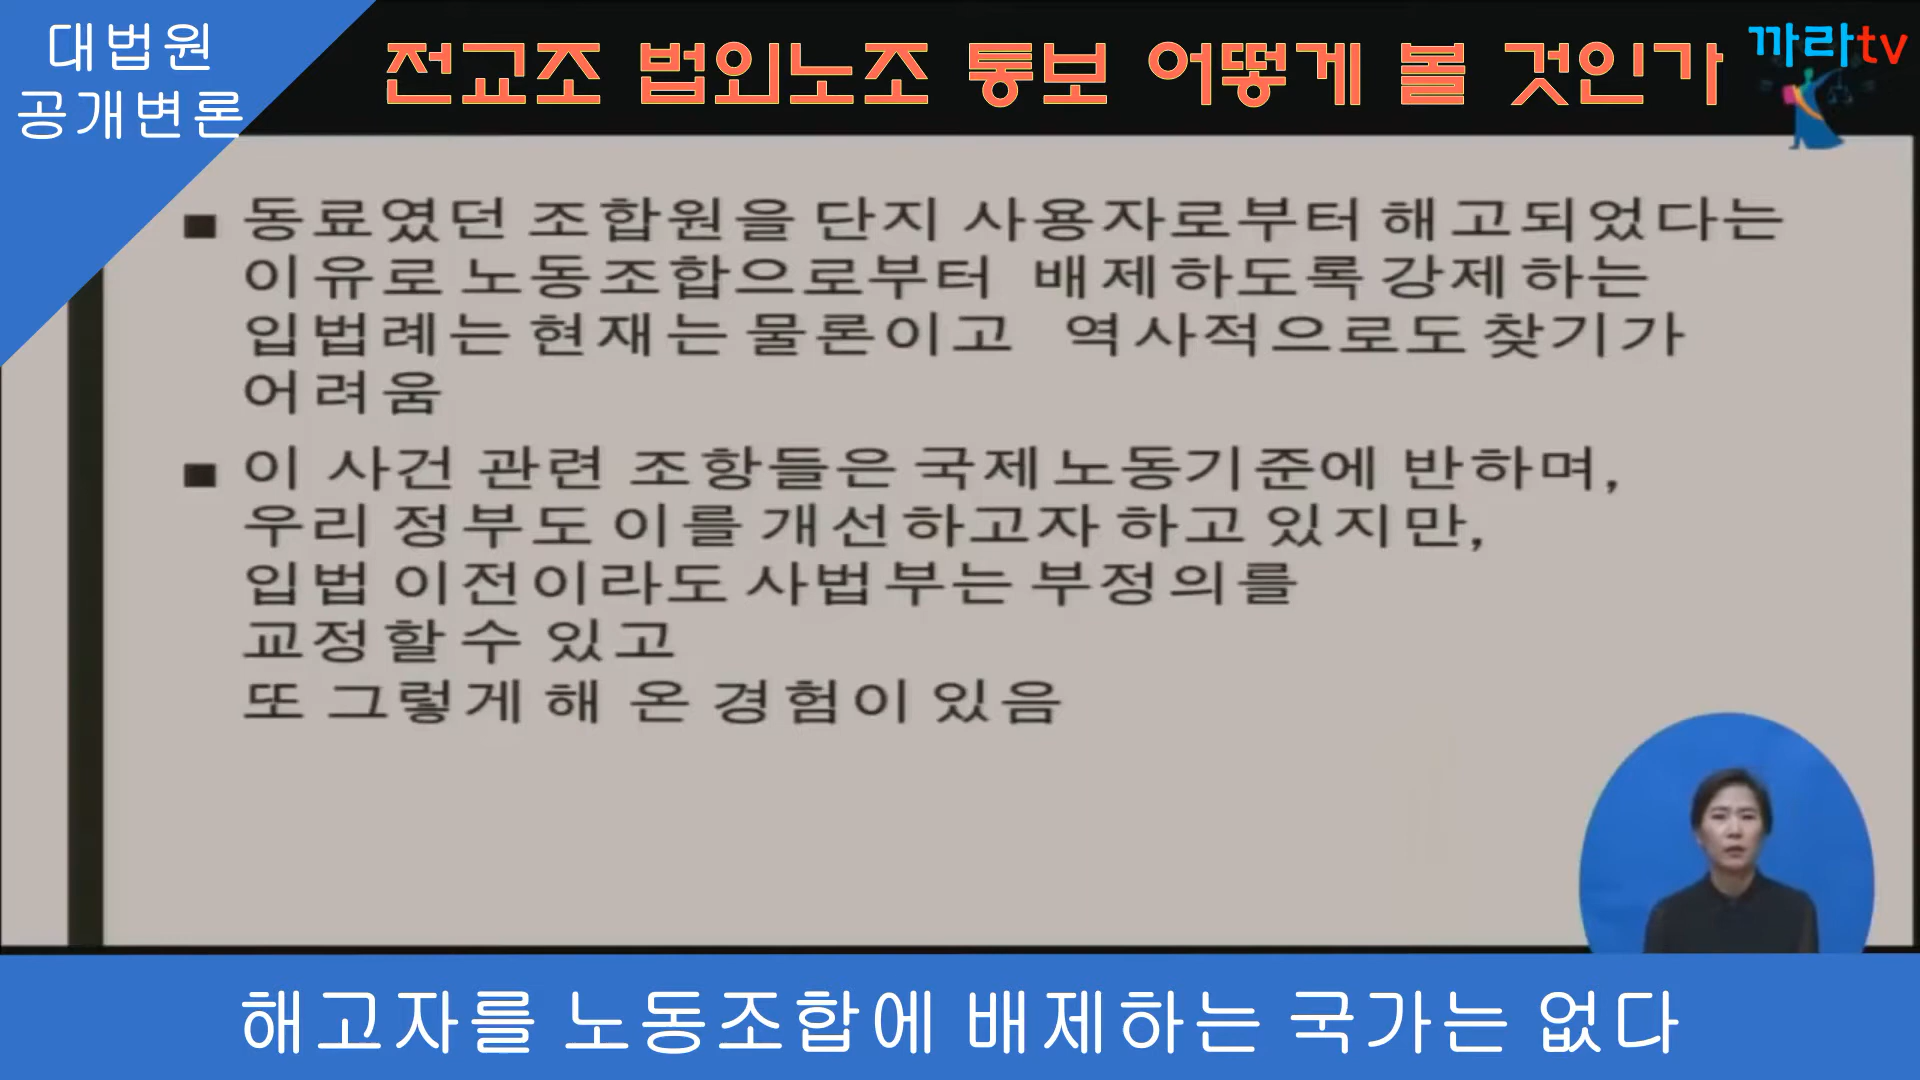 대법원
공개변론
전교조 법외노조 통보 어떻게 볼 것인가
까라tv
■ 동료였던 조합원을 단지 사용자로부터 해고되었다는
이유로 노동조합으로부터 배제하도록 강제하는
입법례는 현재는 물론이고 역사적으로도 찾기가
어려움
■ 이 사건 관련 조항들은 국제노동기준에 반하며,
우리 정부도 이를 개선하고자 하고 있지만,
입법 이전이라도 사법부는 부정의를
교정할 수 있고
또 그렇게 해 온 경험이 있음
해고자를 노동조합에 배제하는 국가는 없다